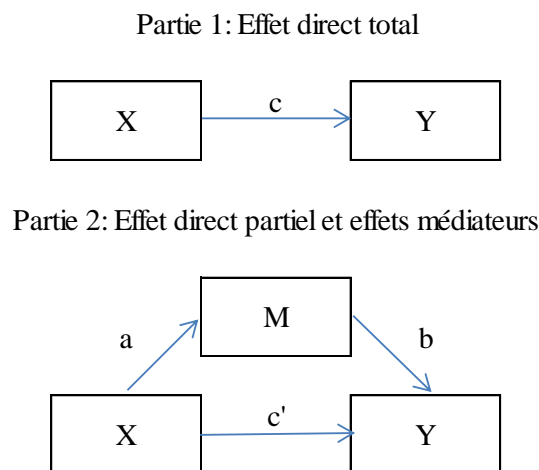 Partie 1: Effet direct total
c
X
Y
Partie 2: Effet direct partiel et effets médiateurs
M
a
b
c'
X
Y